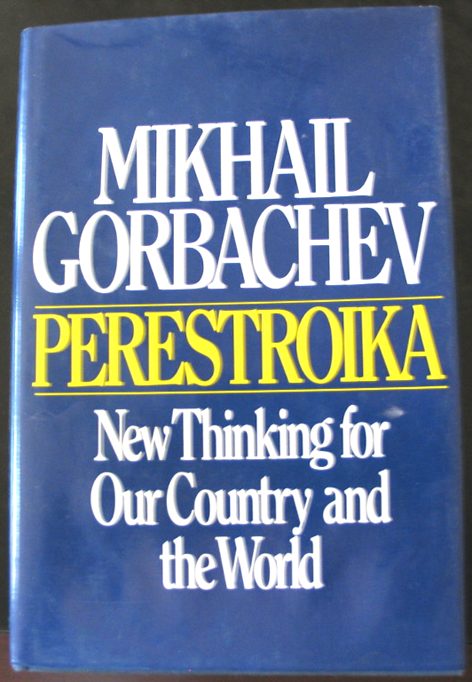 MIKHAIL
GORBACHEV
PERESTROIKA
New Thinking for
Our Country and
the World